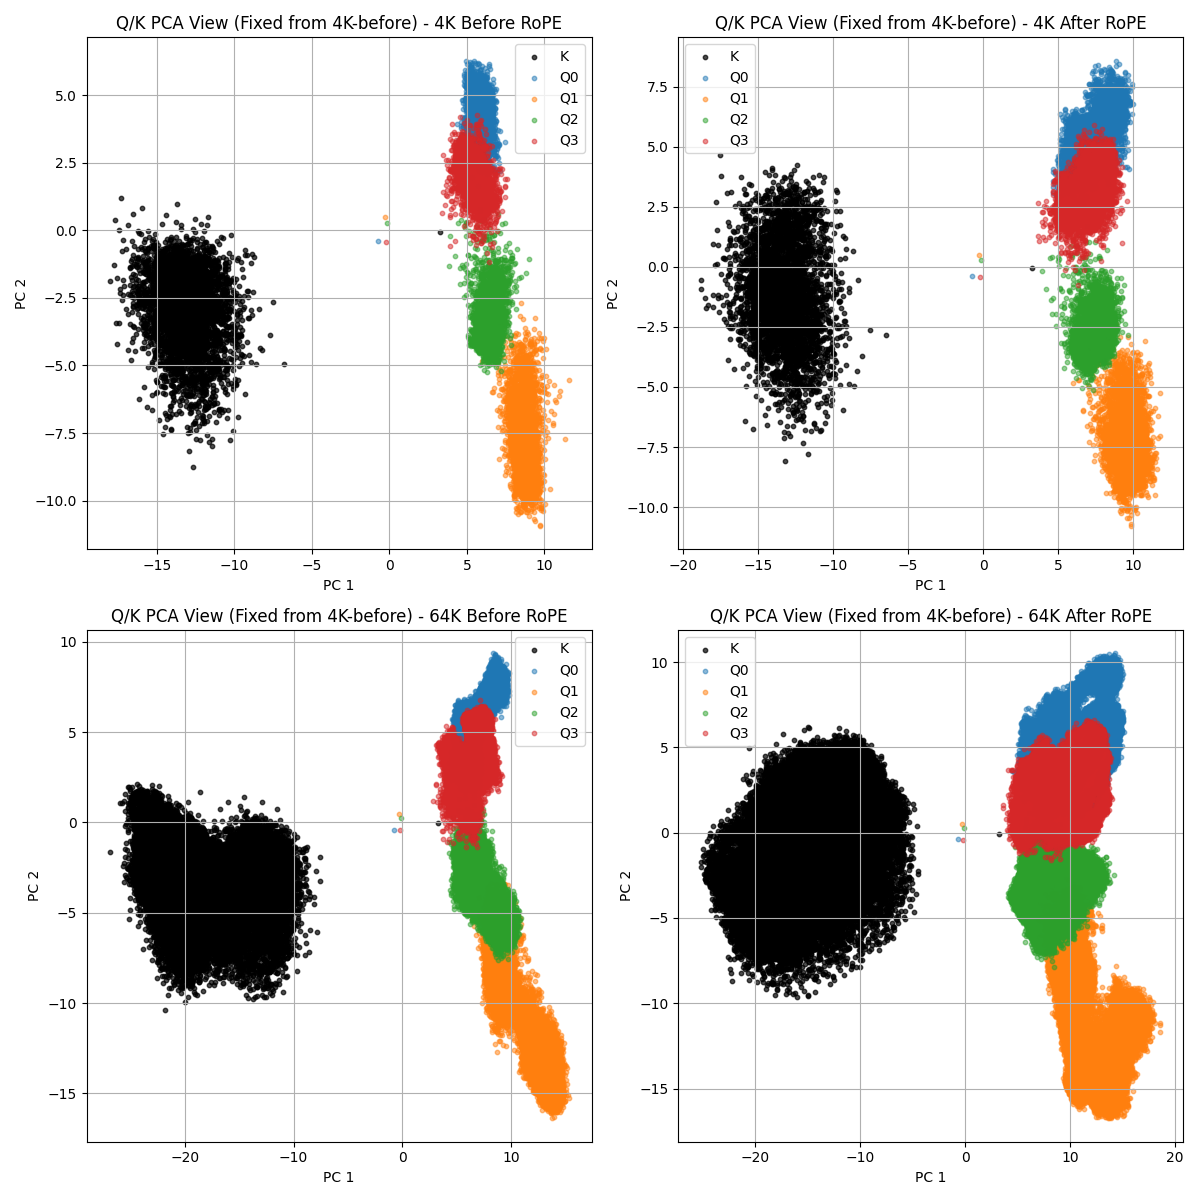 Q/K PCA View (Fixed from 4K-before) - 4K Before RoPE
K
Q0
Q1
Q2
Q3
5.0
2.5
0.0
−2.5
−5.0
−7.5
−10.0
PC 2
−15
−10
−5
0
5
10
PC 1
Q/K PCA View (Fixed from 4K-before) - 4K After RoPE
K
Q0
Q1
Q2
Q3
7.5
5.0
2.5
0.0
−2.5
−5.0
−7.5
−10.0
PC 2
−20
−15
−10
−5
0
5
10
PC 1
Q/K PCA View (Fixed from 4K-before) - 64K Before RoPE
K
Q0
Q1
Q2
Q3
10
5
0
−5
−10
−15
PC 2
−20
−10
0
10
PC 1
Q/K PCA View (Fixed from 4K-before) - 64K After RoPE
K
Q0
Q1
Q2
Q3
10
5
0
−5
−10
−15
PC 2
−20
−10
0
10
20
PC 1